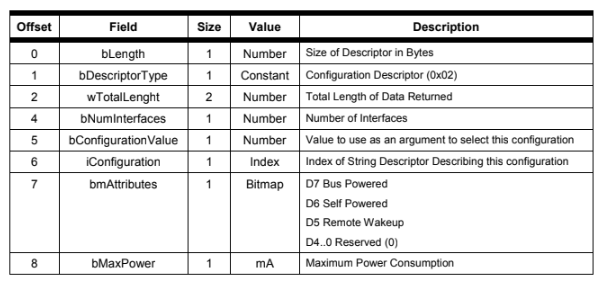 Offset Field Size Value Description
0 bLength 1 Number Size of Descriptor in Bytes
1 bDescriptorType 1 Constant Configuration Descriptor (0x02)
2 wTotalLenght 2 Number Total Length of Data Returned
4 bNumInterfaces 1 Number Number of Interfaces
5 bConfigurationValue 1 Number Value to use as an argument to select this configuration
6 iConfiguration 1 Index Index of String Descriptor Describing this configuration
7 bmAttributes 1 Bitmap D7 Bus Powered
D6 Self Powered
D5 Remote Wakeup
D4..0 Reserved (0)
8 bMaxPower 1 mA Maximum Power Consumption